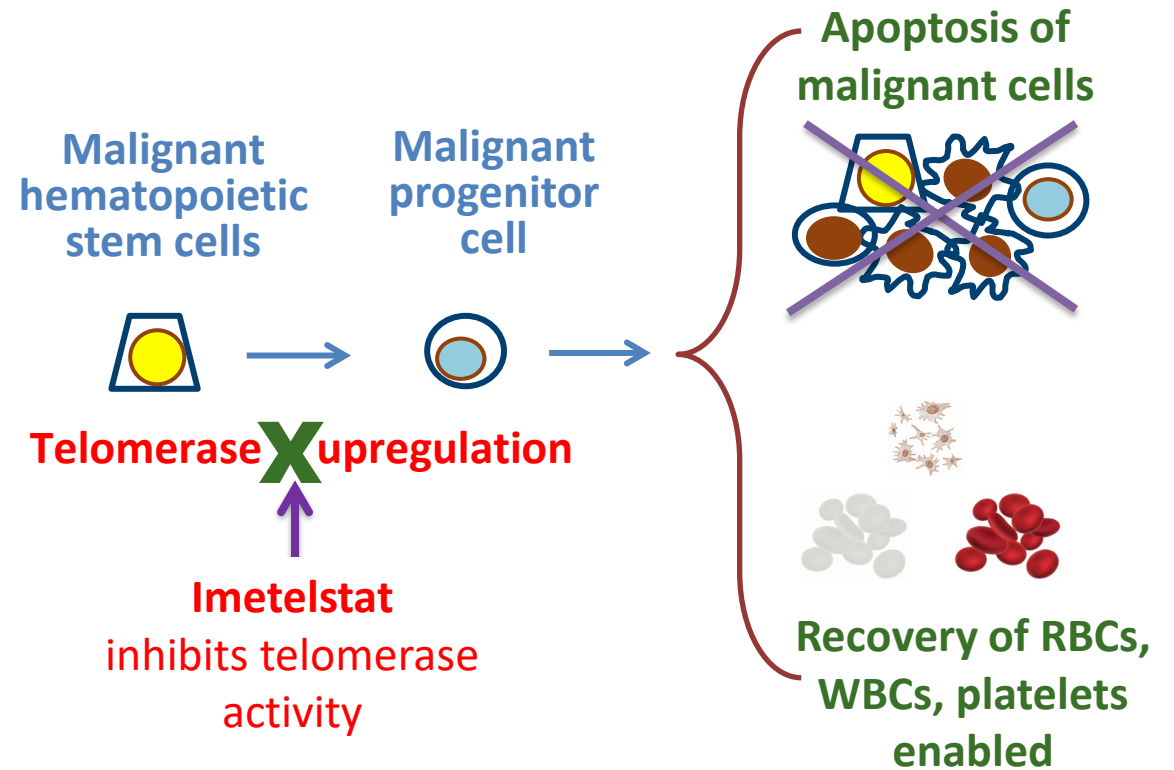 Malignant
hematopoietic
stem cells
Malignant
progenitor
cell
Apoptosis of
malignant cells
Telomerase X upregulation
Imetelstat
inhibits telomerase
activity
Recovery of RBCs,
WBCs, platelets
enabled